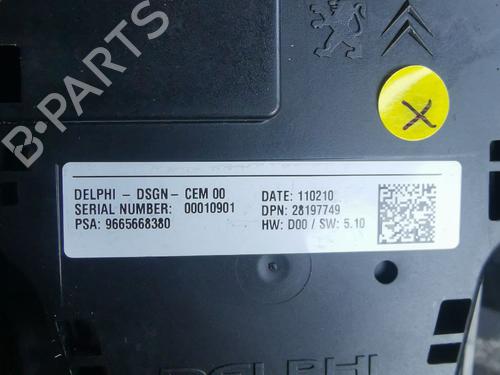 X
B-PARTS
DELPHI - DSGN - CEM 00 DATE: 110210
SERIAL NUMBER: 00010901 DPN: 28197749
PSA: 9665668380 HW: D00 / SW: 5.10
DELPHI